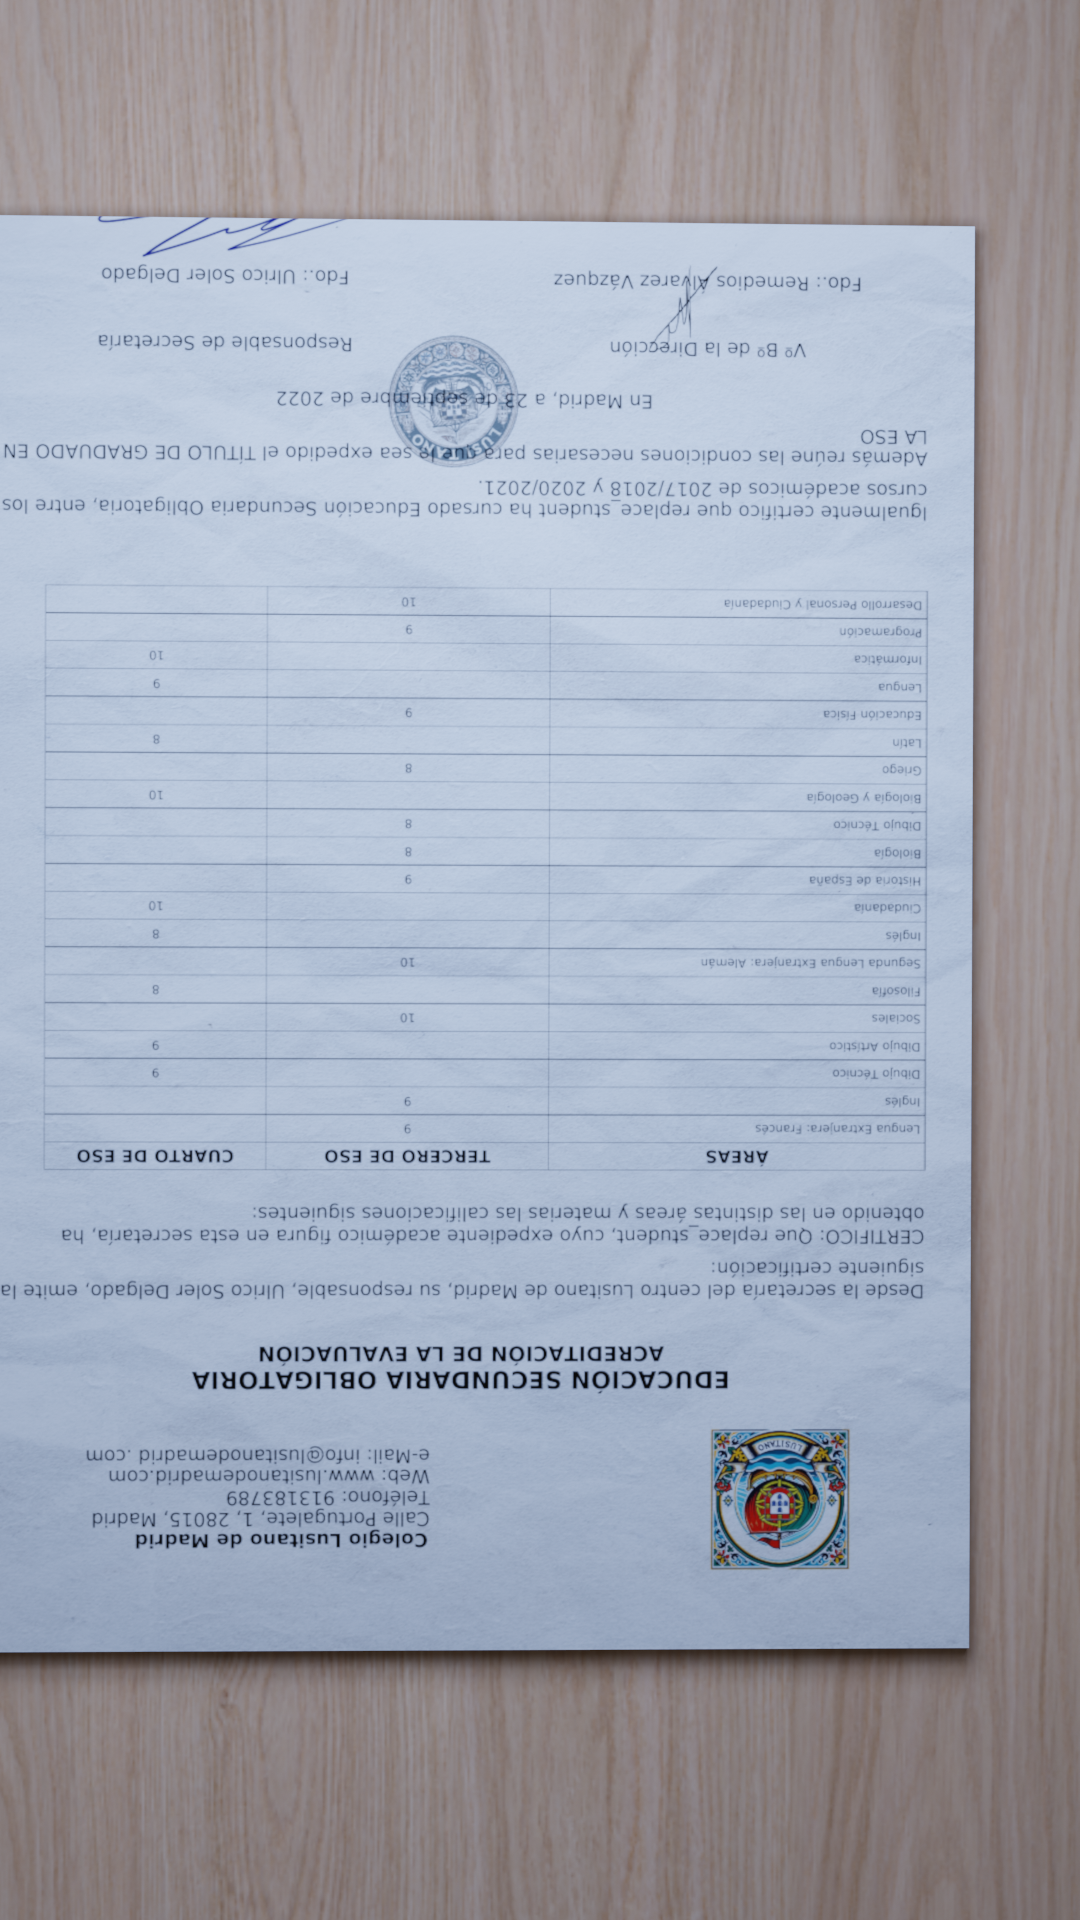 LUSITANO
Colegio Lusitano de Madrid
Calle Portugalete, 1, 28015, Madrid
Teléfono: 913183789
Web: www.lusitanodemadrid.com
e-Mail: info@lusitanodemadrid .com
EDUCACIÓN SECUNDARIA OBLIGATORIA
ACREDITACIÓN DE LA EVALUACIÓN
Desde la secretaría del centro Lusitano de Madrid, su responsable, Ulrico Soler Delgado, emite la
siguiente certificación:
CERTIFICO: Que replace_student, cuyo expediente académico figura en esta secretaría, ha
obtenido en las distintas áreas y materias las calificaciones siguientes:
ÁREAS TERCERO DE ESO CUARTO DE ESO
Lengua Extranjera: Francés 9
Inglés 9
Dibujo Técnico 9
Dibujo Artístico 9
Sociales 10
Filosofía 8
Segunda Lengua Extranjera: Alemán 10
Inglés 8
Ciudadanía 10
Historia de España 9
Biología 8
Dibujo Técnico 8
Biología y Geología 10
Griego 8
Latín 8
Educación Física 9
Lengua 9
Informática 10
Programación 9
Desarrollo Personal y Ciudadanía 10
Igualmente certifico que replace_student ha cursado Educación Secundaria Obligatoria, entre los
cursos académicos de 2017/2018 y 2020/2021.
Además reúne las condiciones necesarias para que le sea expedido el TÍTULO DE GRADUADO EN
LA ESO
En Madrid, a 23 de septiembre de 2022
LUSITANO
Vº Bº de la Dirección Responsable de Secretaría
Fdo.: Remedios Álvarez Vázquez Fdo.: Ulrico Soler Delgado